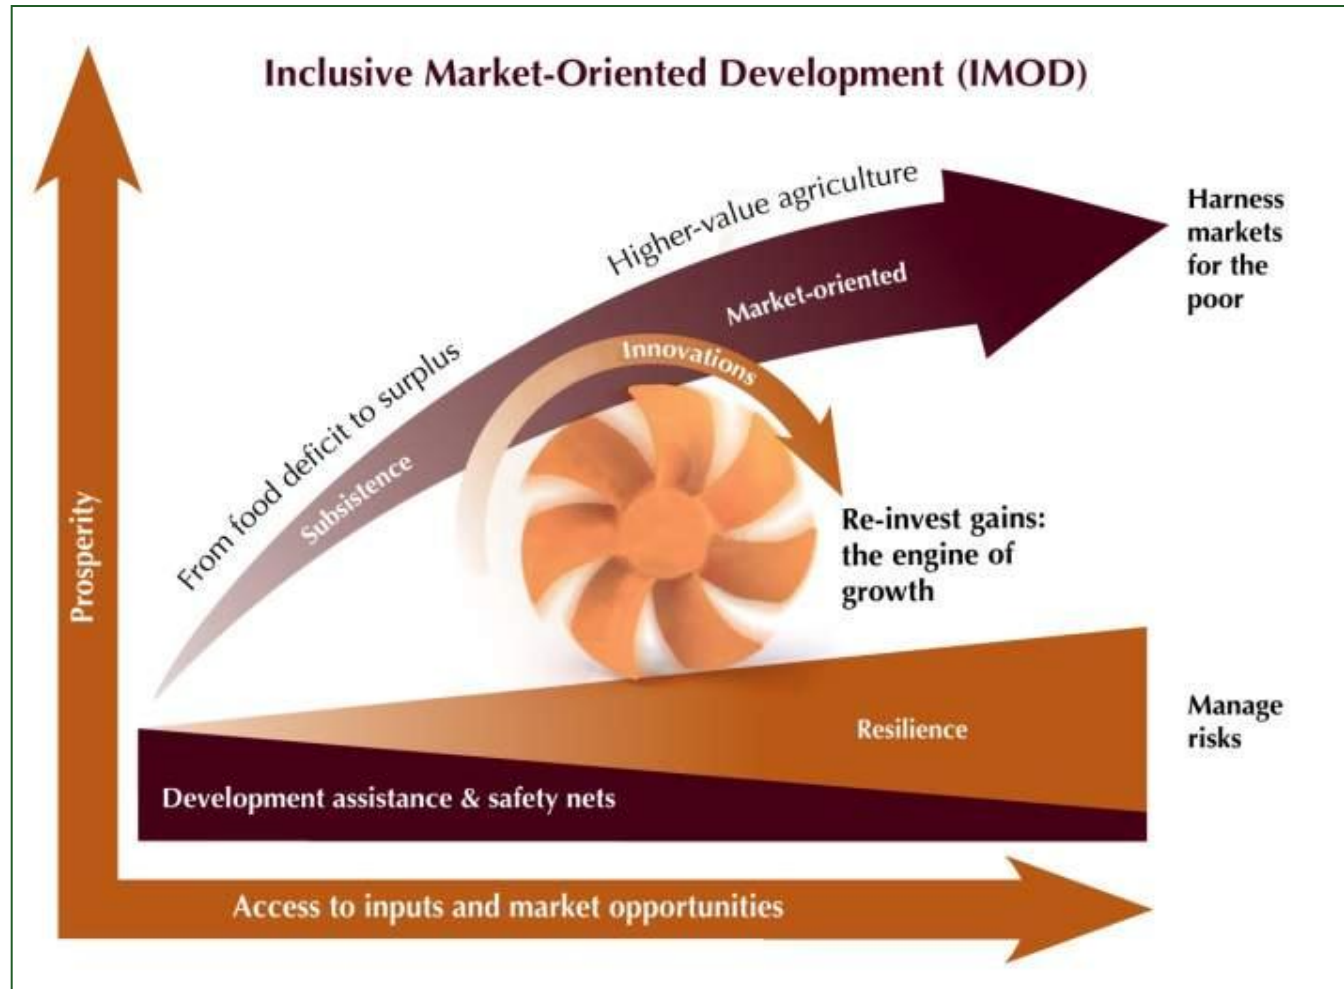 Inclusive Market-Oriented Development (IMOD)
Higher-value agriculture
Harness
markets
for the
poor
Market-oriented
Innovations
From food deficit to surplus
Subsistence
Re-invest gains:
the engine of
growth
Prosperity
Resilience
Manage
risks
Development assistance & safety nets
Access to inputs and market opportunities